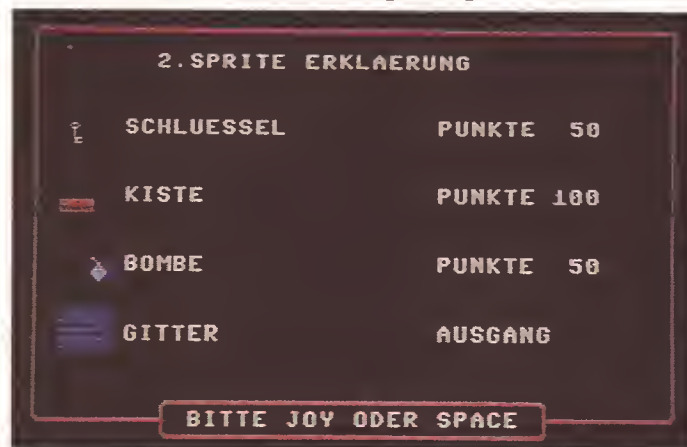 2.SPRITE ERKLAERUNG
SCHLUESSEL PUNKTE 50
KISTE PUNKTE 100
BOMBE PUNKTE 50
GITTER AUSGANG
BITTE JOY ODER SPACE